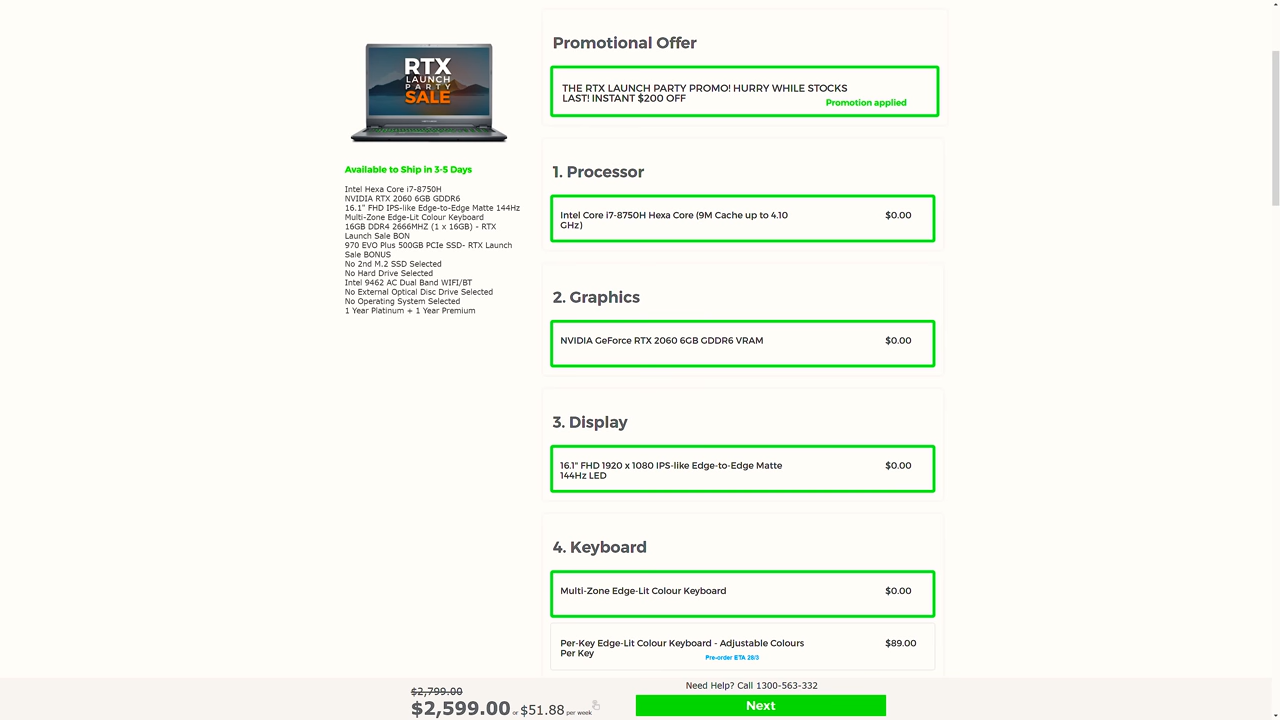 RTX
LAUNCH
PARTY
SALE
Available to Ship in 3-5 Days
Intel Hexa Core i7-8750H
NVIDIA RTX 2060 6GB GDDR6
16.1" FHD IPS-like Edge-to-Edge Matte 144Hz
Multi-Zone Edge-Lit Colour Keyboard
16GB DDR4 2666MHZ (1 x 16GB) - RTX
Launch Sale BON
970 EVO Plus 500GB PCIe SSD- RTX Launch
Sale BONUS
No 2nd M.2 SSD Selected
No Hard Drive Selected
Intel 9462 AC Dual Band WIFI/BT
No External Optical Disc Drive Selected
No Operating System Selected
1 Year Platinum + 1 Year Premium
Promotional Offer
THE RTX LAUNCH PARTY PROMO! HURRY WHILE STOCKS
LAST! INSTANT $200 OFF
Promotion applied
1. Processor
Intel Core i7-8750H Hexa Core (9M Cache up to 4.10
GHz)
$0.00
2. Graphics
NVIDIA GeForce RTX 2060 6GB GDDR6 VRAM
$0.00
3. Display
16.1" FHD 1920 x 1080 IPS-like Edge-to-Edge Matte
144Hz LED
$0.00
4. Keyboard
Multi-Zone Edge-Lit Colour Keyboard
$0.00
Per-Key Edge-Lit Colour Keyboard - Adjustable Colours
Per Key
$89.00
Pre-order ETA 28/3
$2,799.00
$2,599.00 or $51.88 per week
Need Help? Call 1300-563-332
Next